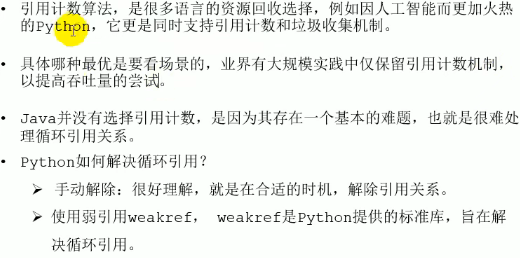 • 引用计数算法，是很多语言的资源回收选择，例如因人工智能而更加火热
的Python，它更是同时支持引用计数和垃圾收集机制。
• 具体哪种最优是要看场景的，业界有大规模实践中仅保留引用计数机制，
以提高吞吐量的尝试。
• Java并没有选择引用计数，是因为其存在一个基本的难题，也就是很难处
理循环引用关系。
• Python如何解决循环引用？
➢ 手动解除：很好理解，就是在合适的时机，解除引用关系。
➢ 使用弱引用weakref， weakref是Python提供的标准库，旨在解
决循环引用。